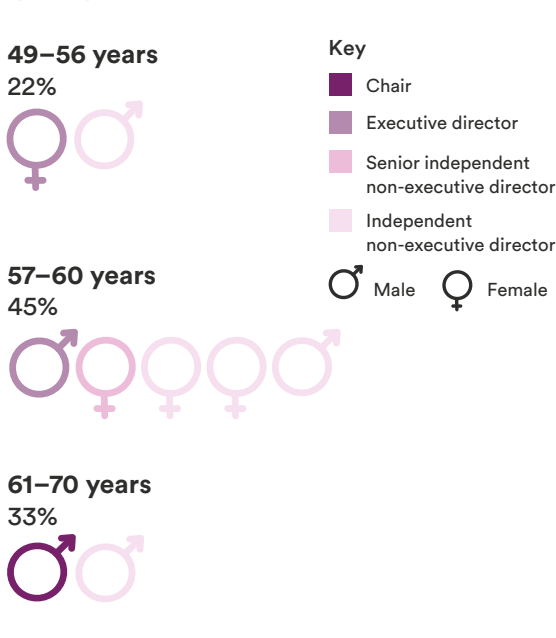 49–56 years
22%
Key
Chair
Executive director
Senior independent
non-executive director
Independent
non-executive director
Male
Female
57–60 years
45%
61–70 years
33%